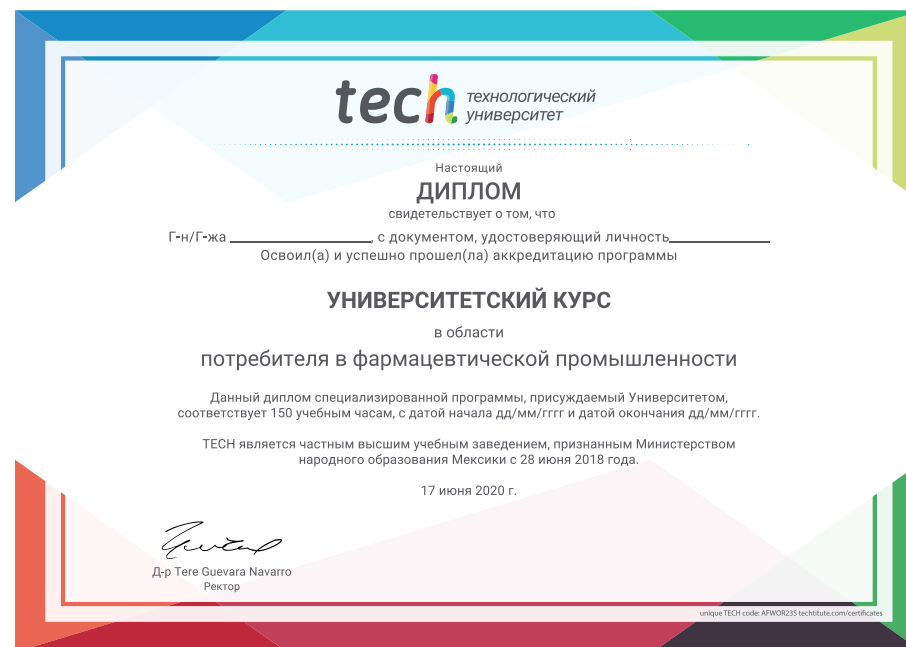 tech технологический
университет
Настоящий
ДИПЛОМ
свидетельствует о том, что
Г-н/Г-жа ____________________, с документом, удостоверяющий личность______________
Освоил(а) и успешно прошел(ла) аккредитацию программы
УНИВЕРСИТЕТСКИЙ КУРС
в области
потребителя в фармацевтической промышленности
Данный диплом специализированной программы, присуждаемый Университетом,
соответствует 150 учебным часам, с датой начала дд/мм/гггг и датой окончания дд/мм/гггг.
TECH является частным высшим учебным заведением, признанным Министерством
народного образования Мексики с 28 июня 2018 года.
17 июня 2020 г.
Д-р Tere Guevara Navarro
Ректор
unique TECH code: AFWOR23S techtitute.com/certificates